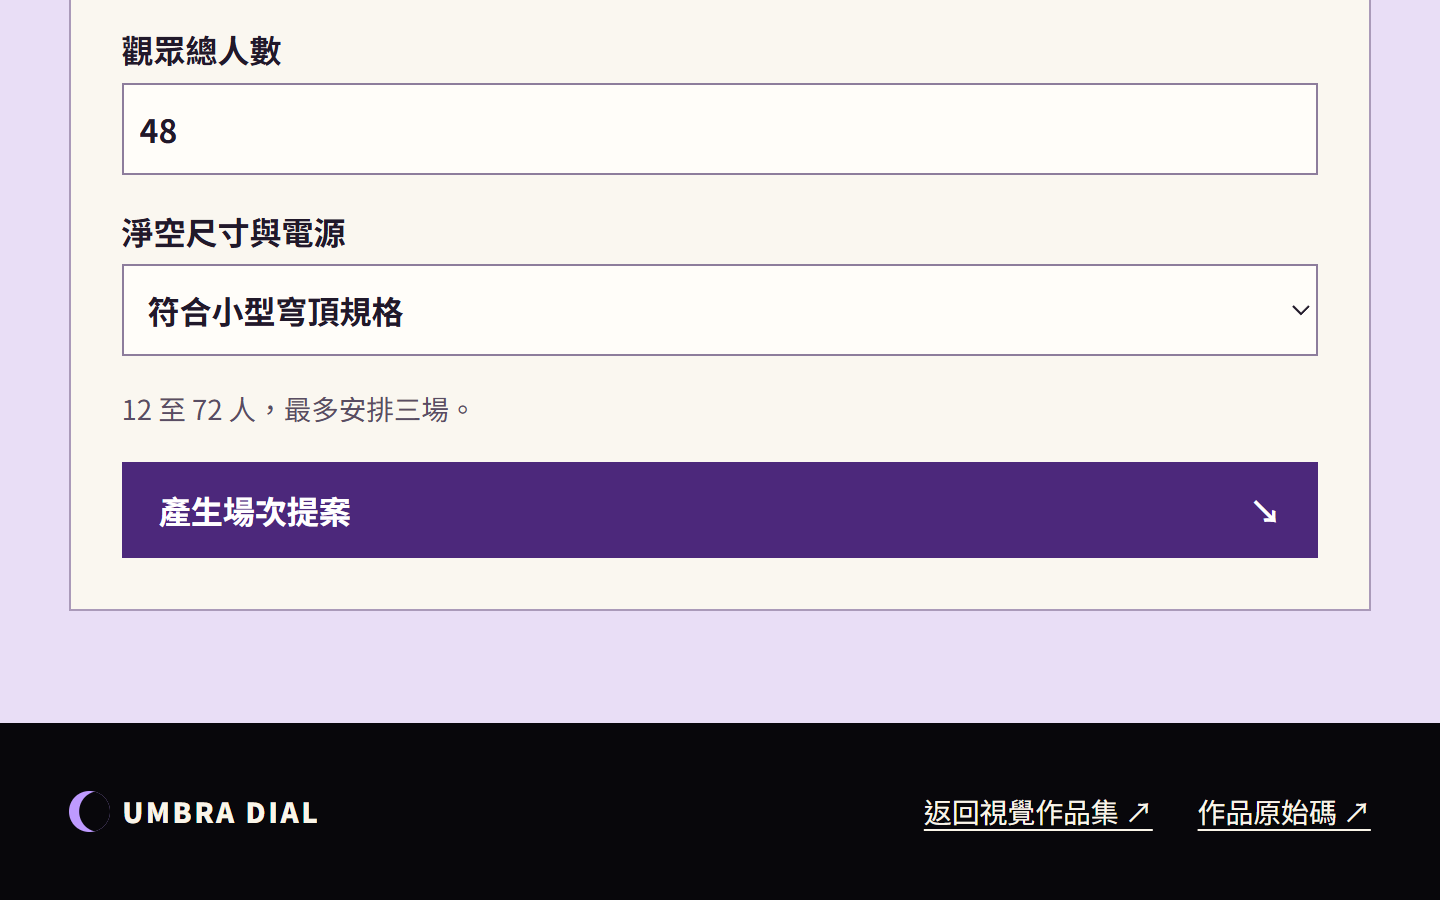 觀眾總人數
48
淨空尺寸與電源
符合小型穹頂規格
12 至 72 人，最多安排三場。
產生場次提案 ↘
UMBRA DIAL
返回視覺作品集 ↗ 作品原始碼 ↗